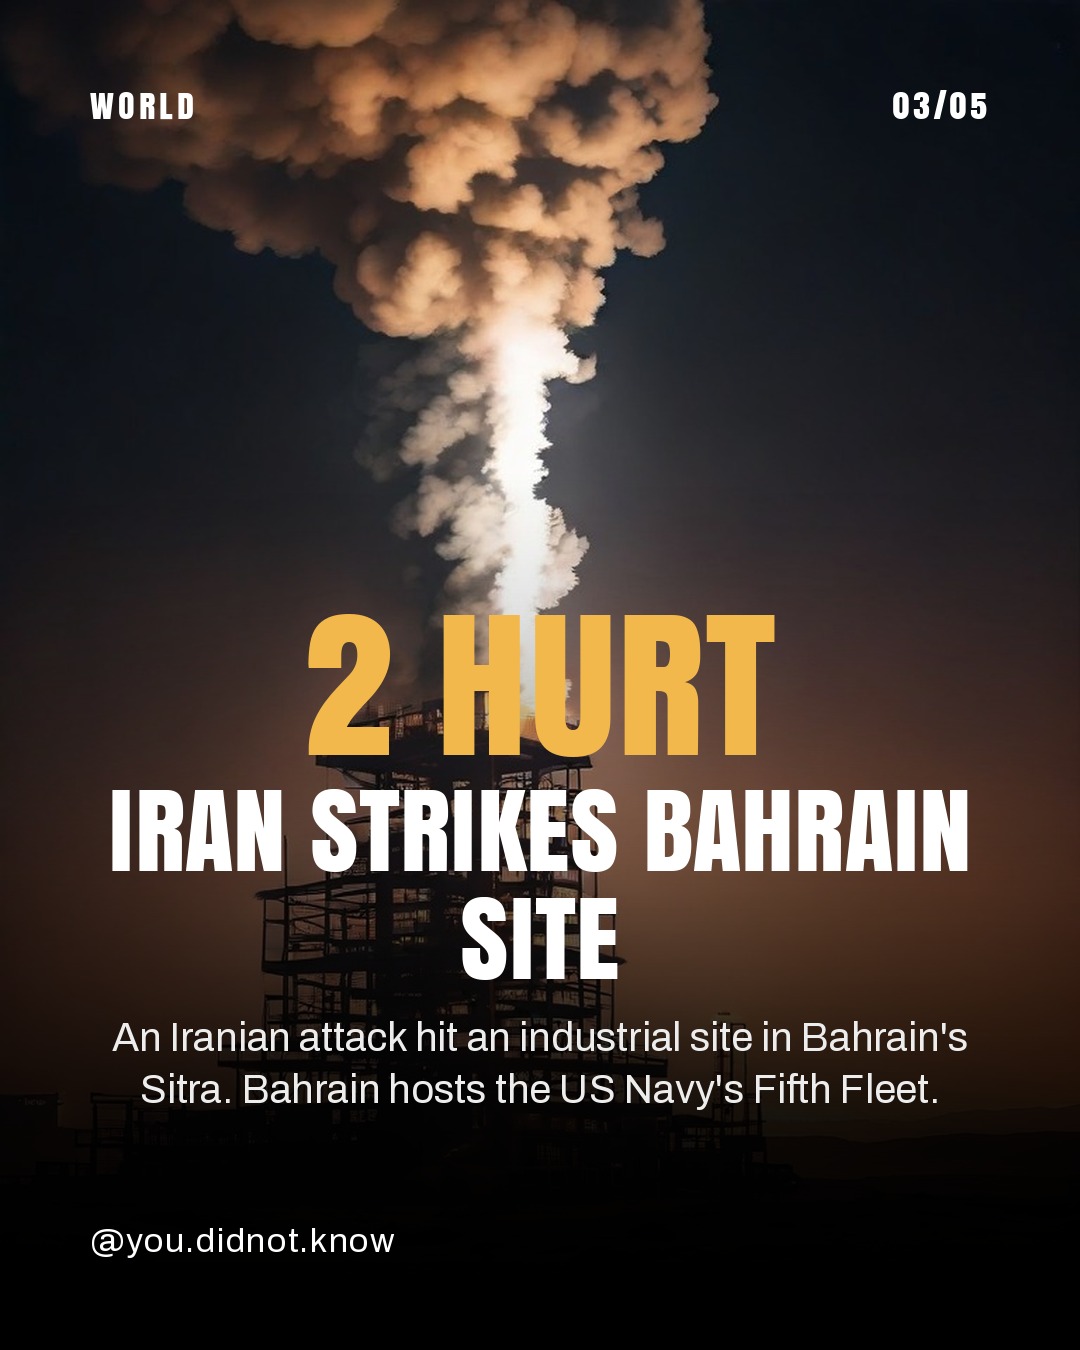 WORLD
03/05
2 HURT
IRAN STRIKES BAHRAIN
SITE
An Iranian attack hit an industrial site in Bahrain's
Sitra. Bahrain hosts the US Navy's Fifth Fleet.
@you.didnot.know